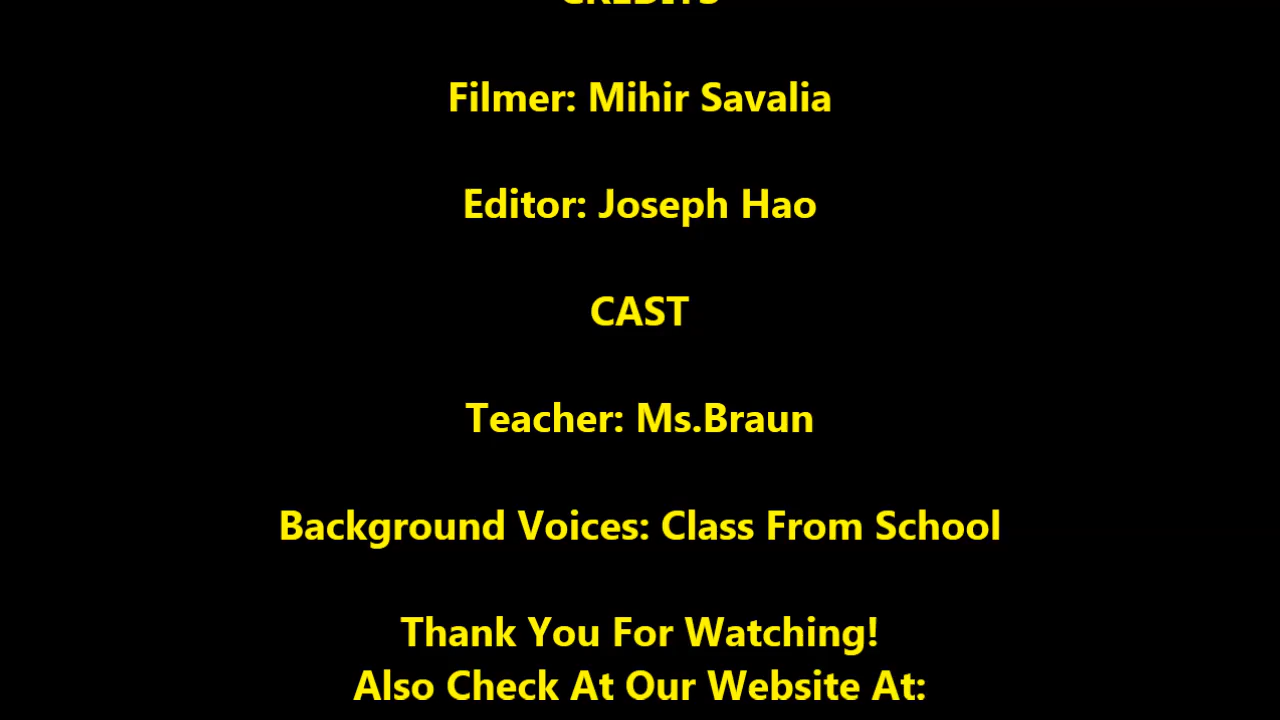 CREDITS
Filmer: Mihir Savalia
Editor: Joseph Hao
CAST
Teacher: Ms.Braun
Background Voices: Class From School
Thank You For Watching!
Also Check At Our Website At: